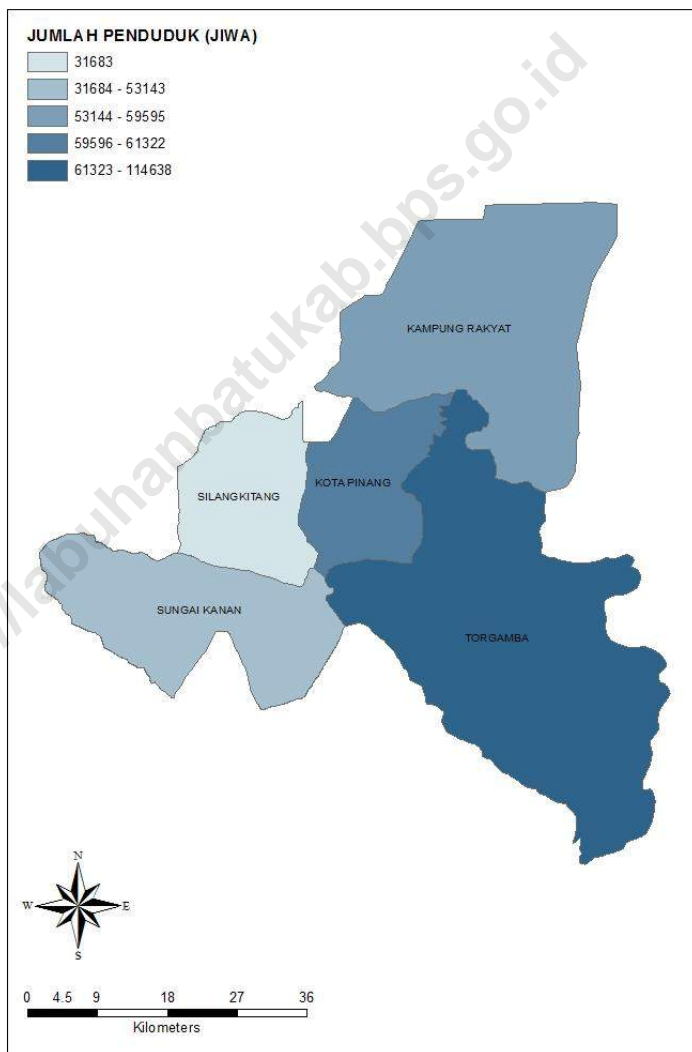 JUMLAH PENDUDUK (JIWA)
31683
31684 - 53143
53144 - 59595
59596 - 61322
61323 - 114638
KAMPUNG RAKYAT
SILANGKITANG
KOTA PINANG
SUNGAI KANAN
TORGAMBA
N
W E
S
0 4.5 9 18 27 36
Kilometers
/labuhanbatukab.bps.go.id